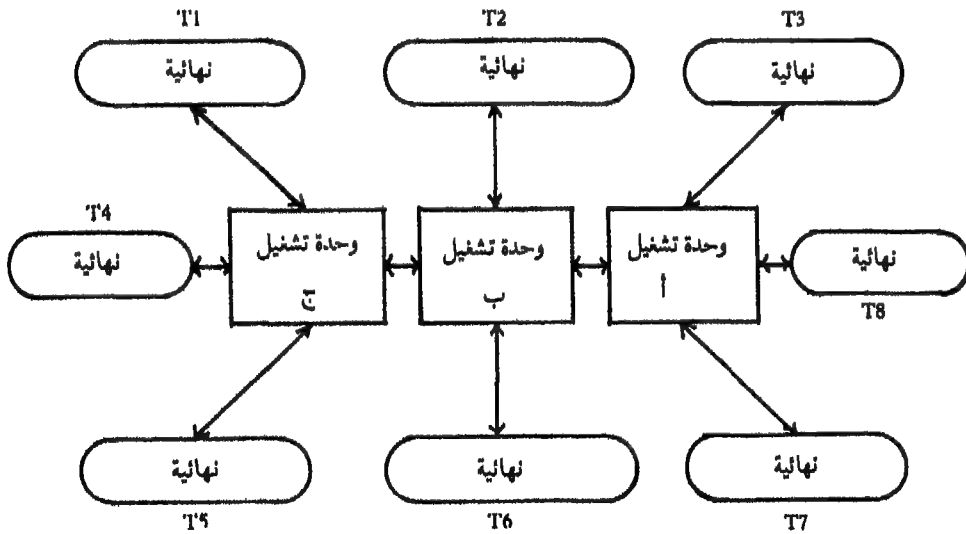 T1
T2
T3
نهائية
نهائية
نهائية
T4
نهائية
وحدة تشغيل
ج
وحدة تشغيل
ب
وحدة تشغيل
أ
نهائية
T8
نهائية
نهائية
نهائية
T5
T6
T7